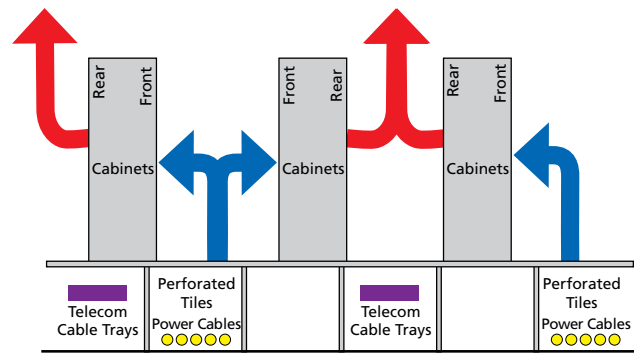 Rear
Front
Front
Rear
Rear
Front
Cabinets
Cabinets
Cabinets
Telecom
Cable Trays
Perforated
Tiles
Power Cables
Telecom
Cable Trays
Perforated
Tiles
Power Cables